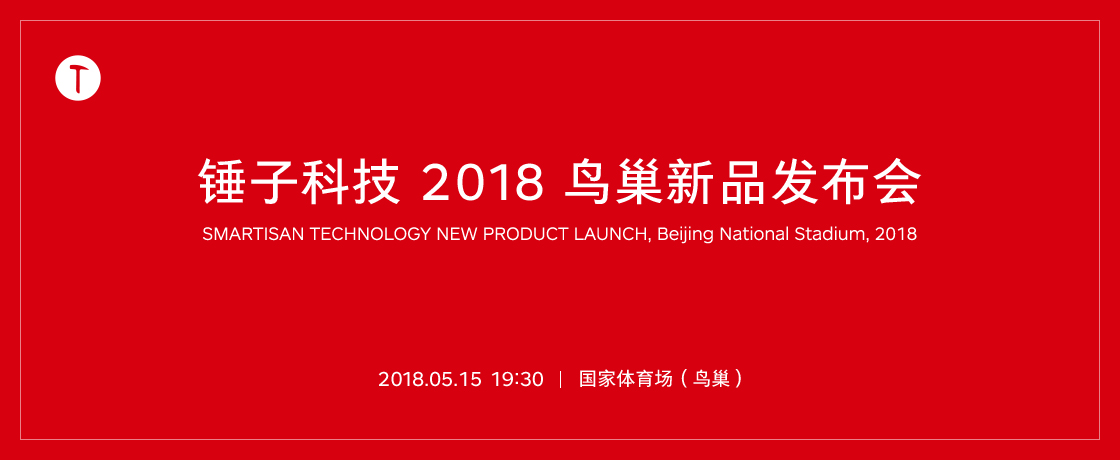 锤子科技 2018 鸟巢新品发布会
SMARTISAN TECHNOLOGY NEW PRODUCT LAUNCH, Beijing National Stadium, 2018
2018.05.15 19:30 | 国家体育场（鸟巢）